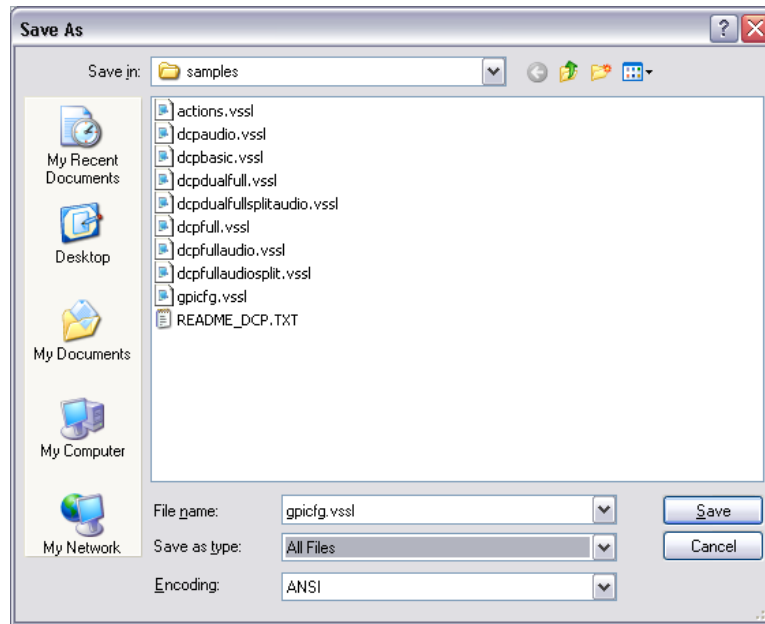 Save As
Save in:
samples
My Recent
Documents
Desktop
My Documents
My Computer
My Network
actions.vssl
dcpaudio.vssl
dcpbasic.vssl
dcpdualfull.vssl
dcpdualfullsplitaudio.vssl
dcpfull.vssl
dcpfullaudio.vssl
dcpfullaudiosplit.vssl
gpicfg.vssl
README_DCP.TXT
File name:
gpicfg.vssl
Save
Save as type:
All Files
Cancel
Encoding:
ANSI